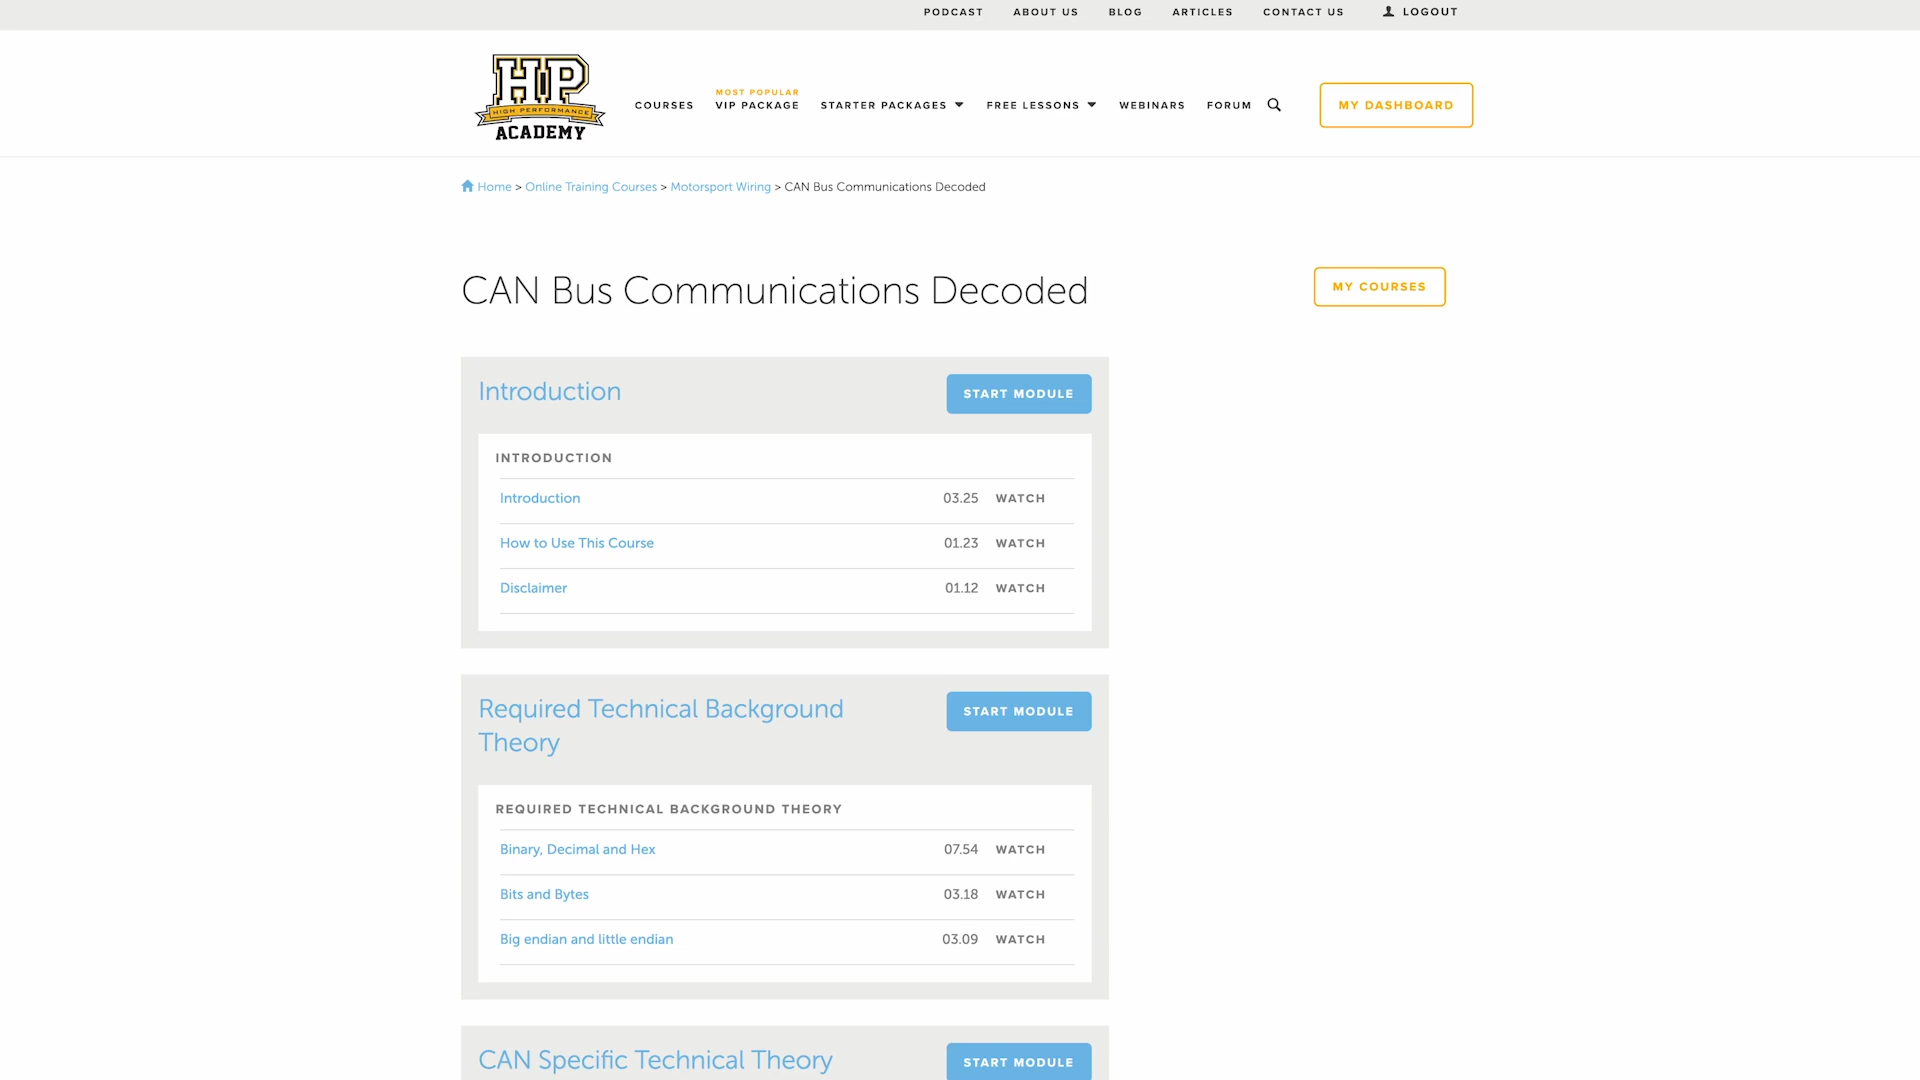 PODCAST ABOUT US BLOG ARTICLES CONTACT US LOGOUT
HP
HIGH PERFORMANCE
ACADEMY
COURSES
MOST POPULAR
VIP PACKAGE
STARTER PACKAGES
FREE LESSONS
WEBINARS
FORUM
MY DASHBOARD
Home > Online Training Courses > Motorsport Wiring > CAN Bus Communications Decoded
CAN Bus Communications Decoded
MY COURSES
Introduction
START MODULE
INTRODUCTION
Introduction 03.25 WATCH
How to Use This Course 01.23 WATCH
Disclaimer 01.12 WATCH
Required Technical Background
Theory
START MODULE
REQUIRED TECHNICAL BACKGROUND THEORY
Binary, Decimal and Hex 07.54 WATCH
Bits and Bytes 03.18 WATCH
Big endian and little endian 03.09 WATCH
CAN Specific Technical Theory
START MODULE